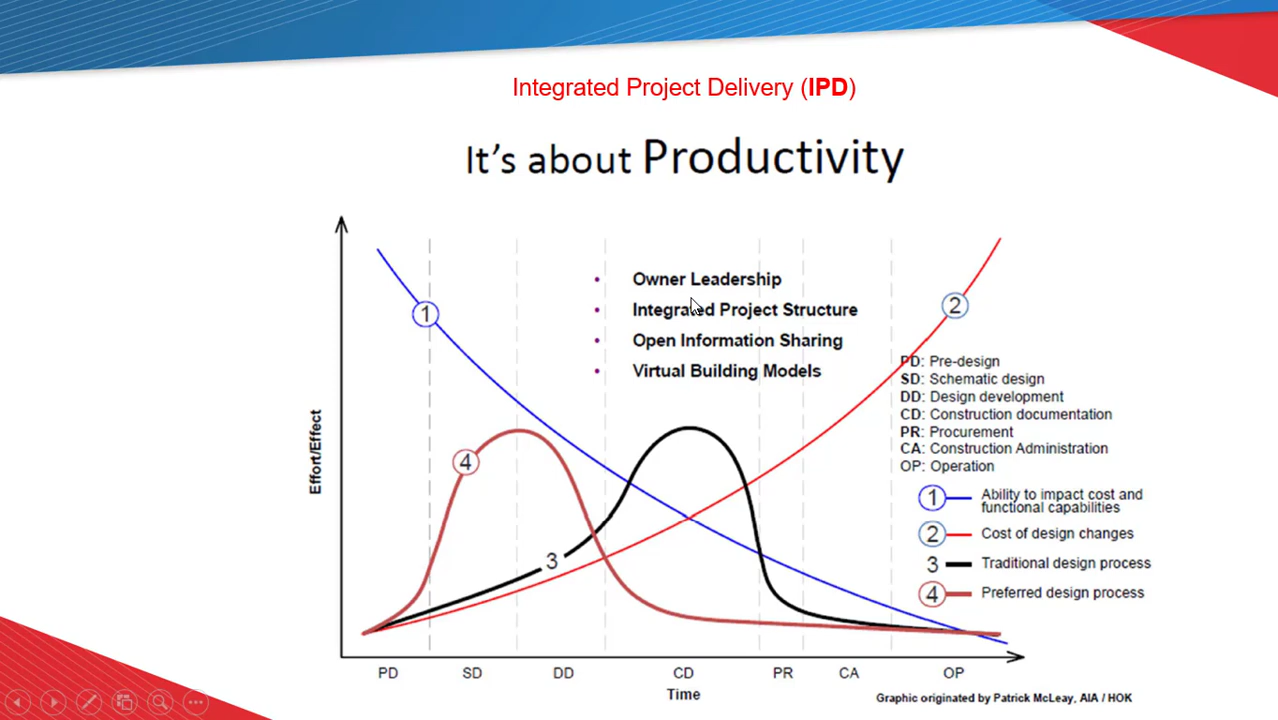 Integrated Project Delivery (IPD)
It's about Productivity
• Owner Leadership
• Integrated Project Structure
• Open Information Sharing
• Virtual Building Models
1
2
4
3
PD: Pre-design
SD: Schematic design
DD: Design development
CD: Construction documentation
PR: Procurement
CA: Construction Administration
OP: Operation
1 Ability to impact cost and
functional capabilities
2 Cost of design changes
3 Traditional design process
4 Preferred design process
Effort/Effect
PD SD DD CD PR CA OP
Time
Graphic originated by Patrick McLeay, AIA / HOK